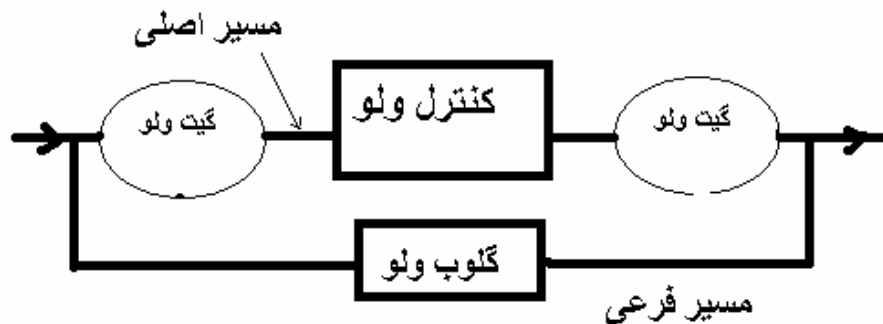 مسیر اصلی
گیت ولو
کنترل ولو
گیت ولو
گلوب ولو
مسیر فرعی